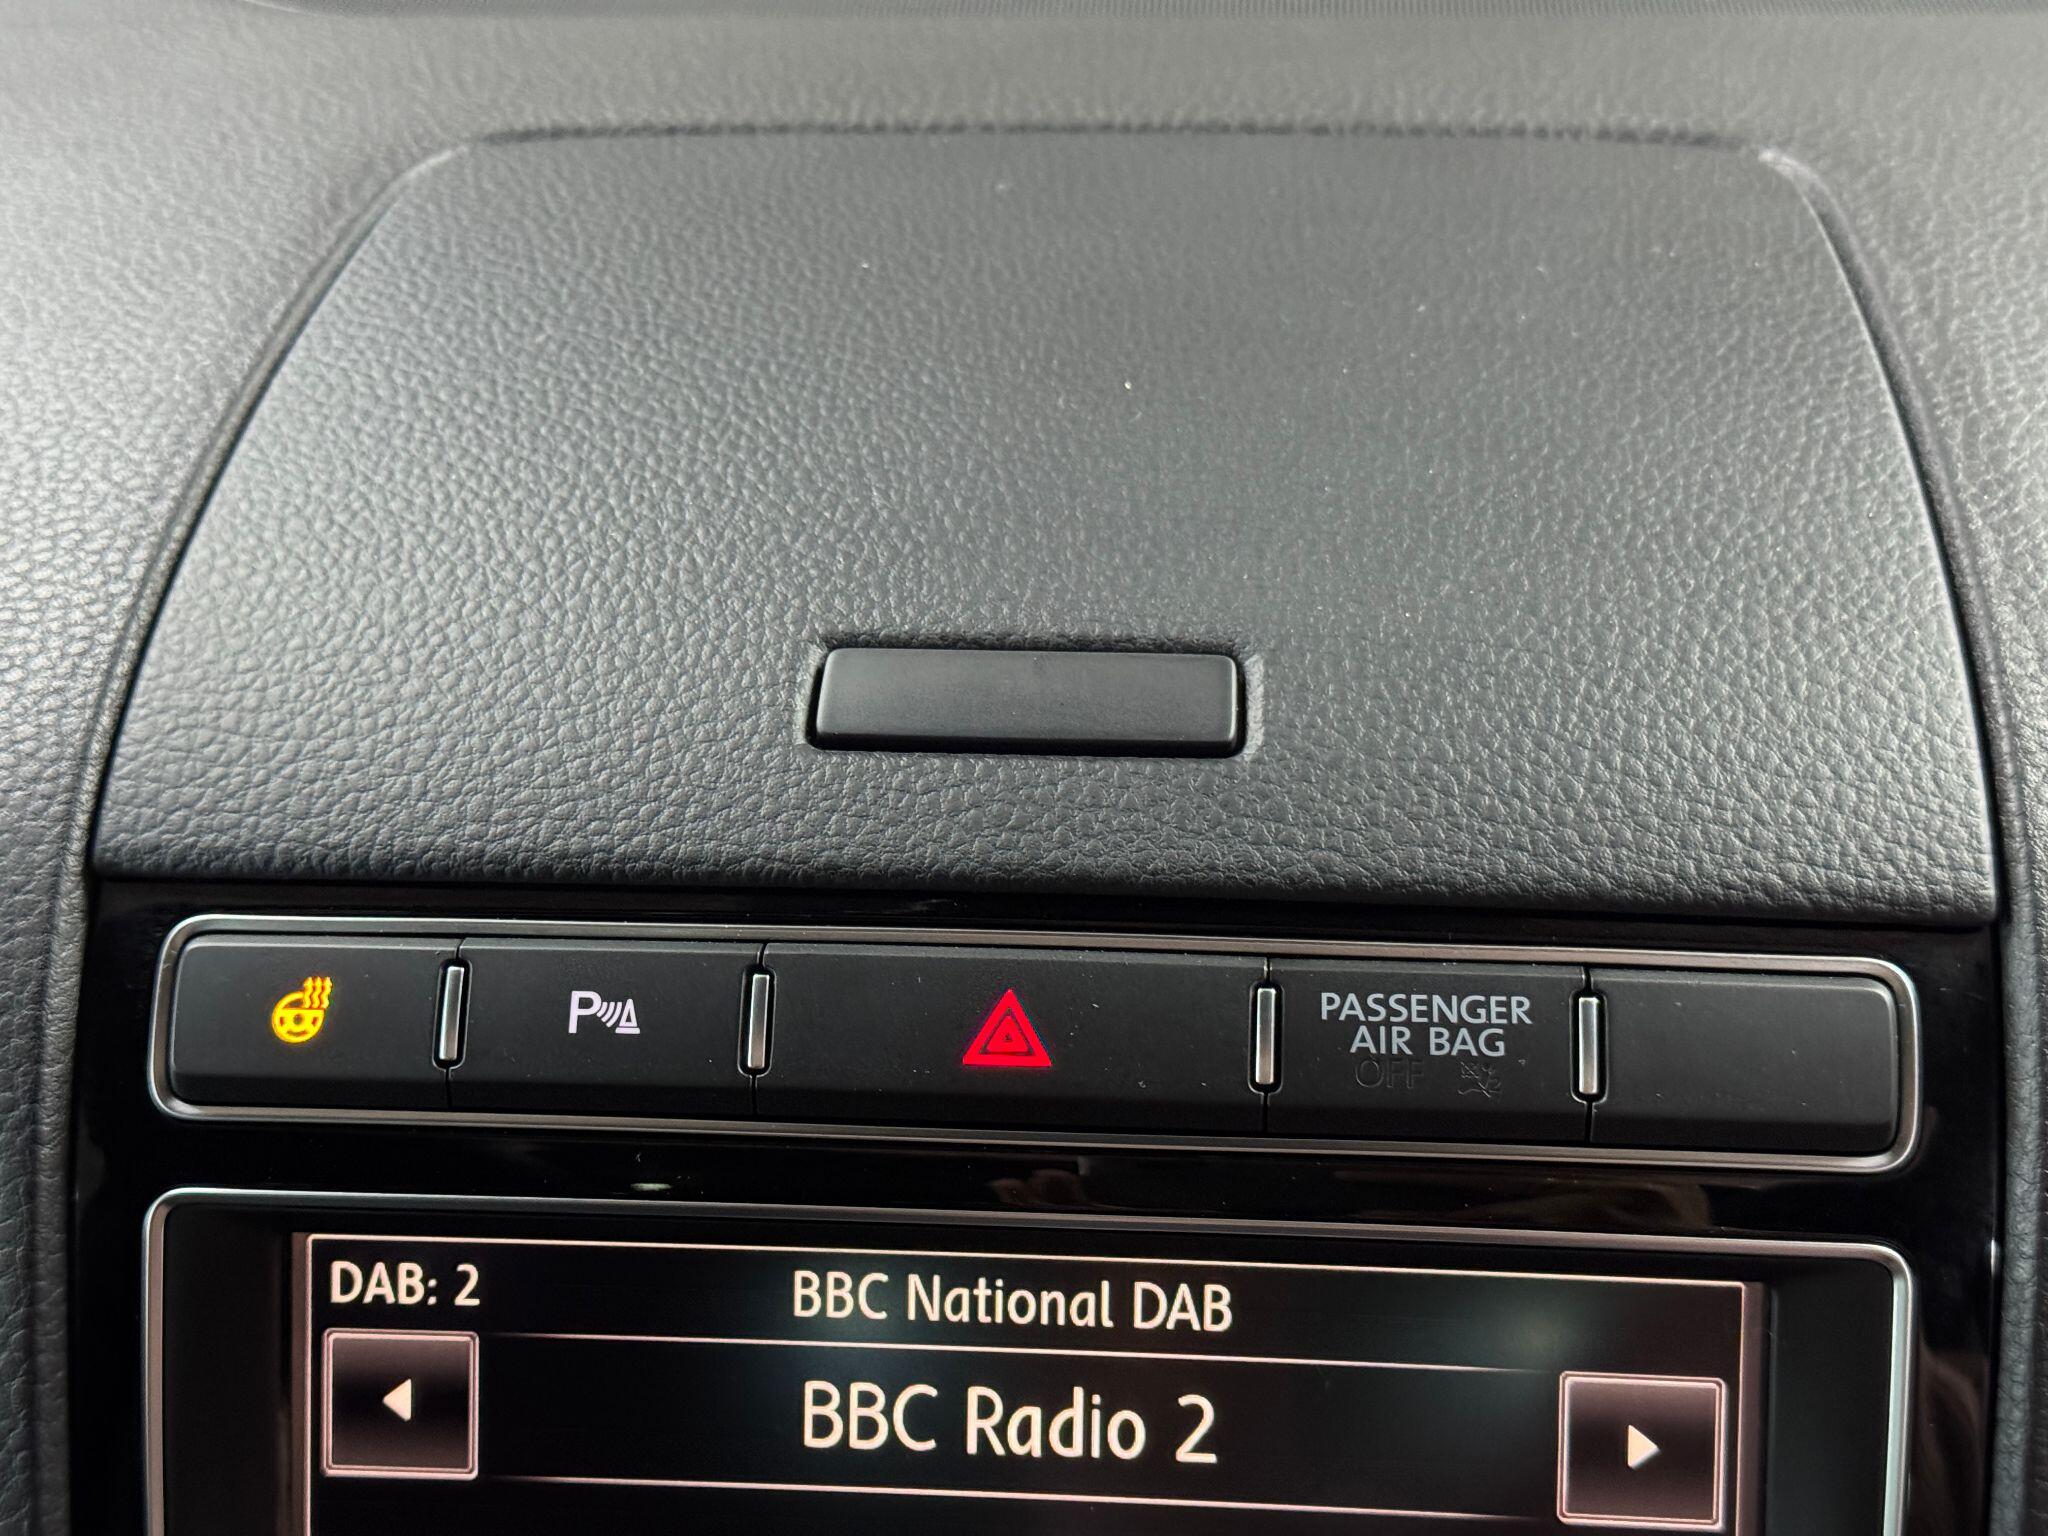 P
PASSENGER
AIR BAG
OFF
DAB: 2
BBC National DAB
BBC Radio 2